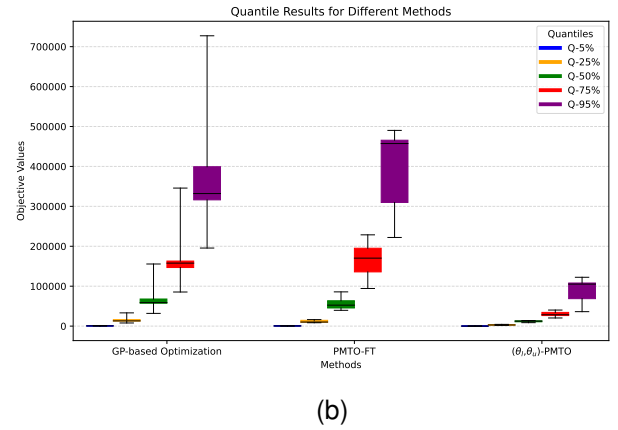 Quantile Results for Different Methods
Quantiles
Q-5%
Q-25%
Q-50%
Q-75%
Q-95%
700000
600000
500000
400000
300000
200000
100000
0
Objective Values
GP-based Optimization PMTO-FT (θₗ,θᵤ)-PMTO
Methods
(b)